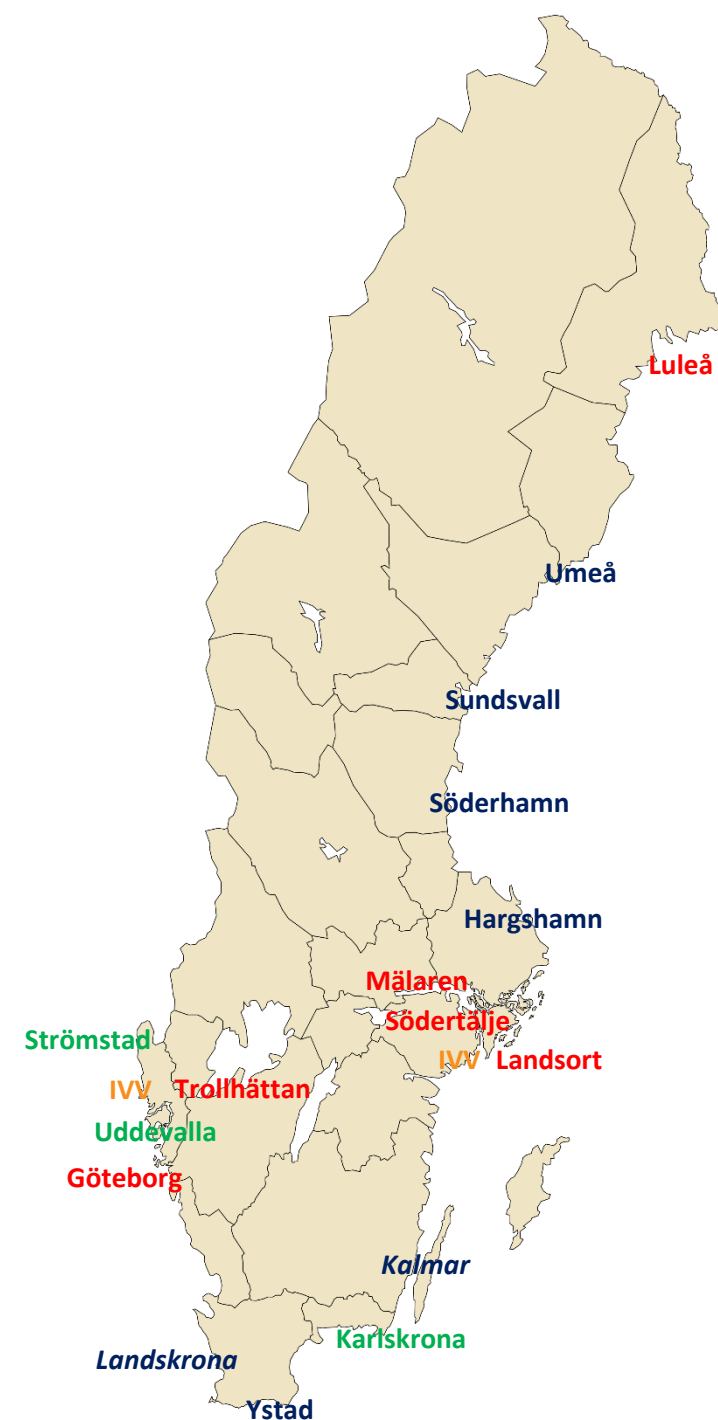 Luleå
Umeå
Sundsvall
Söderhamn
Hargshamn
Mälaren
Södertälje
Strömstad
IVV Landsort
IVV Trollhättan
Uddevalla
Göteborg
Kalmar
Karlskrona
Landskrona
Ystad